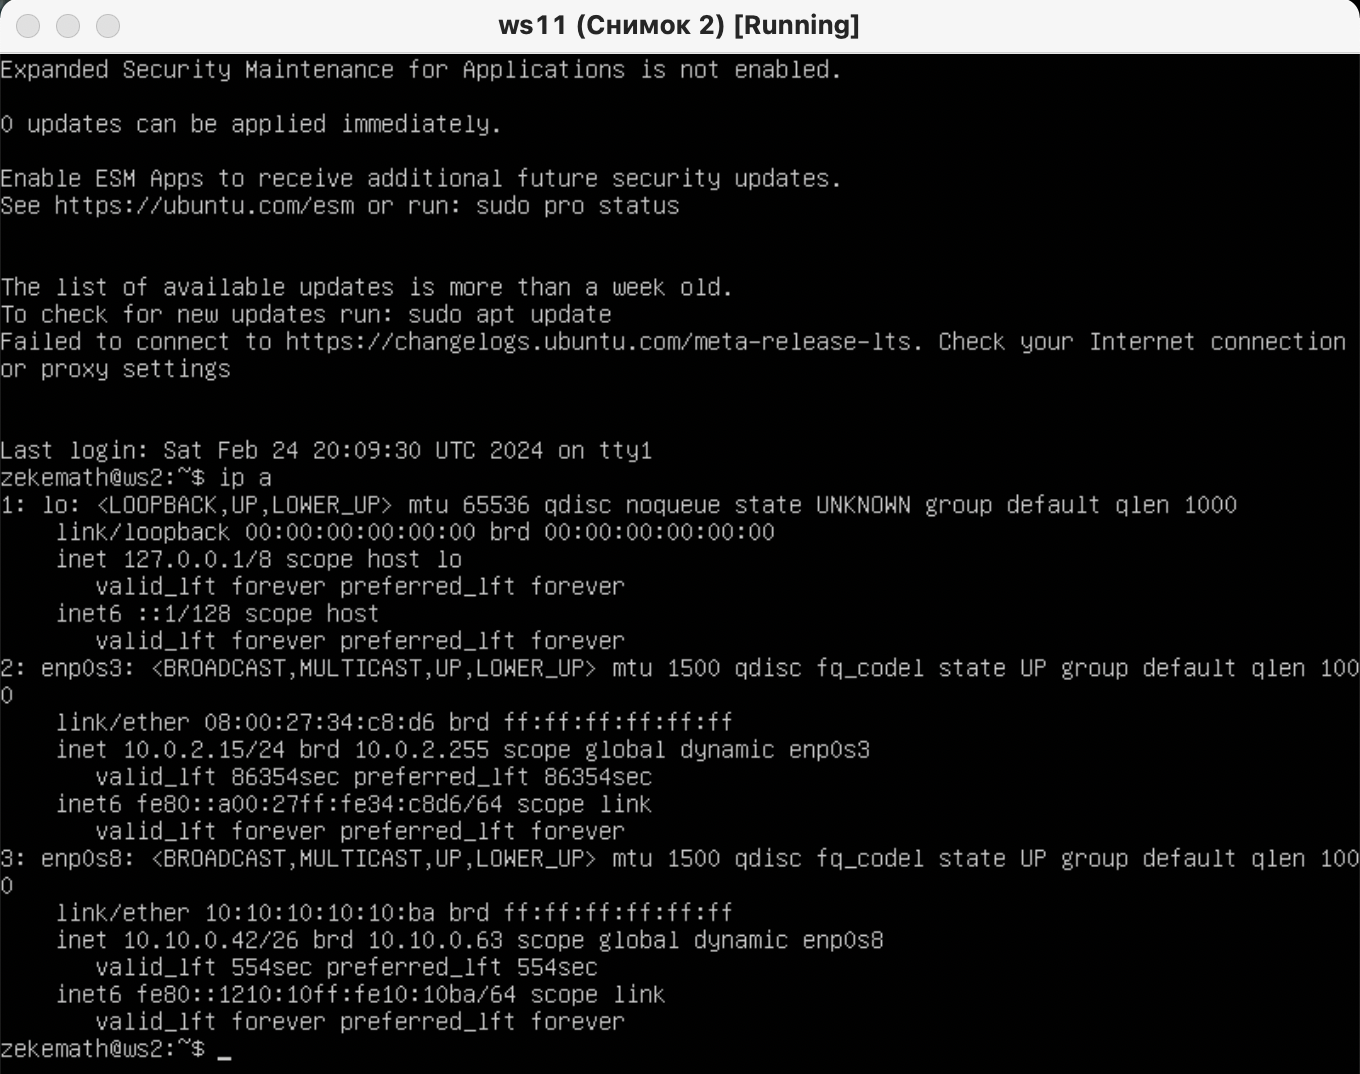 ws11 (Снимок 2) [Running]
Expanded Security Maintenance for Applications is not enabled.
0 updates can be applied immediately.
Enable ESM Apps to receive additional future security updates.
See https://ubuntu.com/esm or run: sudo pro status
The list of available updates is more than a week old.
To check for new updates run: sudo apt update
Failed to connect to https://changelogs.ubuntu.com/meta-release-lts. Check your Internet connection
or proxy settings
Last login: Sat Feb 24 20:09:30 UTC 2024 on tty1
zekemath@ws2:~$ ip a
1: lo: <LOOPBACK,UP,LOWER_UP> mtu 65536 qdisc noqueue state UNKNOWN group default qlen 1000
link/loopback 00:00:00:00:00:00 brd 00:00:00:00:00:00
inet 127.0.0.1/8 scope host lo
valid_lft forever preferred_lft forever
inet6 ::1/128 scope host
valid_lft forever preferred_lft forever
2: enp0s3: <BROADCAST,MULTICAST,UP,LOWER_UP> mtu 1500 qdisc fq_codel state UP group default qlen 100
0
link/ether 08:00:27:34:c8:d6 brd ff:ff:ff:ff:ff:ff
inet 10.0.2.15/24 brd 10.0.2.255 scope global dynamic enp0s3
valid_lft 86354sec preferred_lft 86354sec
inet6 fe80::a00:27ff:fe34:c8d6/64 scope link
valid_lft forever preferred_lft forever
3: enp0s8: <BROADCAST,MULTICAST,UP,LOWER_UP> mtu 1500 qdisc fq_codel state UP group default qlen 100
0
link/ether 10:10:10:10:10:ba brd ff:ff:ff:ff:ff:ff
inet 10.10.0.42/26 brd 10.10.0.63 scope global dynamic enp0s8
valid_lft 554sec preferred_lft 554sec
inet6 fe80::1210:10ff:fe10:10ba/64 scope link
valid_lft forever preferred_lft forever
zekemath@ws2:~$ _